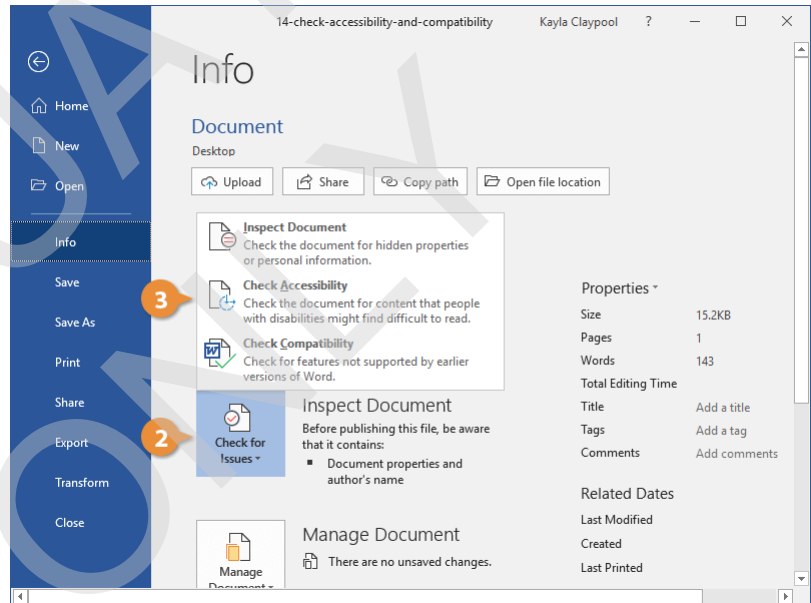 14-check-accessibility-and-compatibility Kayla Claypool ?
Info
Home
New
Open
Info
Save
Save As
Print
Share
Export
Transform
Close
Document
Desktop
Upload Share Copy path Open file location
Inspect Document
Check the document for hidden properties
or personal information.
3
Check Accessibility
Check the document for content that people
with disabilities might find difficult to read.
Check Compatibility
Check for features not supported by earlier
versions of Word.
2
Check for
Issues
Inspect Document
Before publishing this file, be aware
that it contains:
Document properties and
author's name
Manage
Document
Manage Document
There are no unsaved changes.
Properties
Size 15.2KB
Pages 1
Words 143
Total Editing Time
Title Add a title
Tags Add a tag
Comments Add comments
Related Dates
Last Modified
Created
Last Printed
ONLY